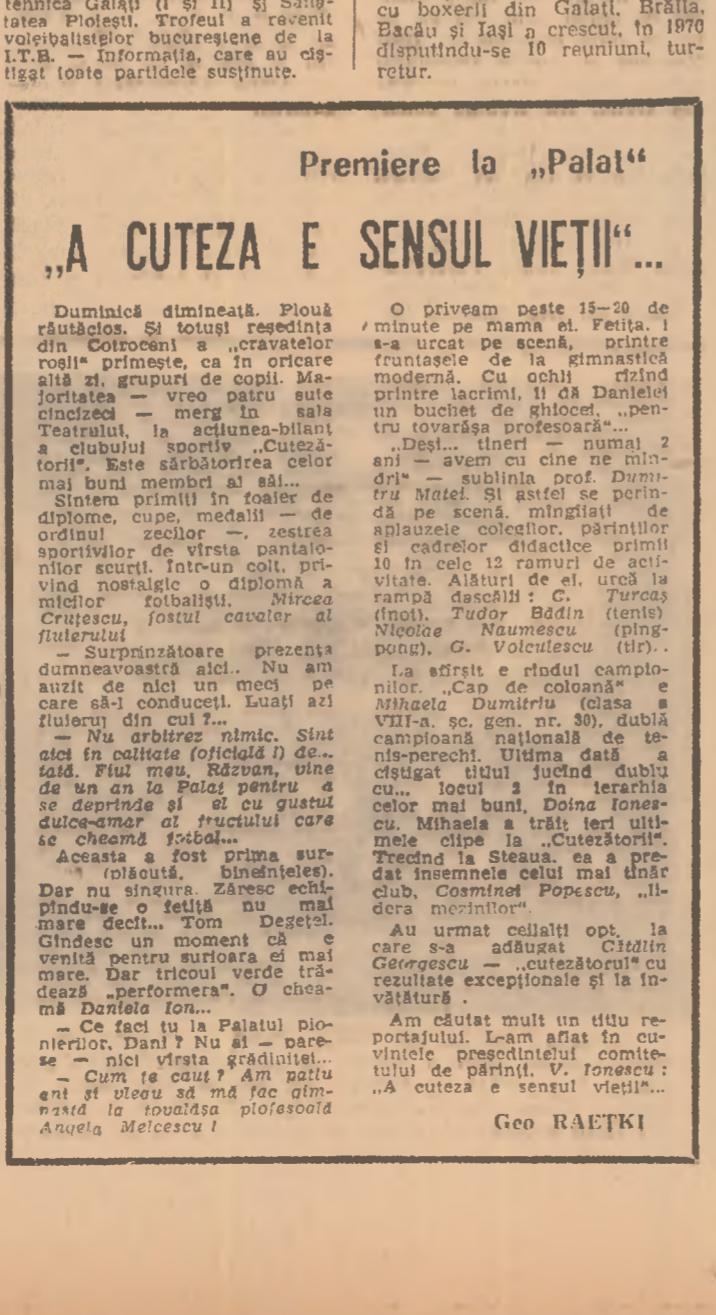 tehnica Galați (I și II) și Sănă-
tatea Ploiești. Trofeul a revenit
voleibalistelor bucureștene de la
I.T.B. — Informația, care au cîș-
tigat toate partidele susținute.
cu boxerii din Galați, Brăila,
Bacău și Iași a crescut, în 1970
disputîndu-se 10 reuniuni, tur-
retur.
Premiere la „Palat“
„A CUTEZA E SENSUL VIEȚII“...
Duminică dimineață. Plouă
răutăcios. Și totuși reședința
din Cotroceni a „cravatelor
roșii“ primește, ca în oricare
altă zi, grupuri de copii. Ma-
joritatea — vreo patru sute
cincizeci — merg în sala
Teatrului, la acțiunea-bilanț
a clubului sportiv „Cuteză-
torii“. Este sărbătorirea celor
mai buni membri ai săi...
Sîntem primiți în foaier de
diplome, cupe, medalii — de
ordinul zecilor —, zestrea
sportivilor de vîrsta pantalo-
nilor scurți. Într-un colț, pri-
vind nostalgic o diplomă a
micilor fotbaliști, Mircea
Cruțescu, fostul cavaler al
fluierului
— Surprinzătoare prezența
dumneavoastră aici.. Nu am
auzit de nici un meci pe
care să-l conduceți. Luați azi
fluierul din cui ?...
— Nu arbitrez nimic. Sînt
aici în calitate (oficială !) de...
tată. Fiul meu, Răzvan, vine
de un an la Palat pentru a
se deprinde și el cu gustul
dulce-amar al fructului care
se cheamă fotbal...
Aceasta a fost prima sur-
(plăcută, bineînțeles).
Dar nu singura. Zăresc echi-
pîndu-se o fetiță nu mai
mare decît... Tom Degețel.
Gîndesc un moment că e
venită pentru surioara ei mai
mare. Dar tricoul verde tră-
dează „performera“. O chea-
mă Daniela Ion...
— Ce faci tu la Palatul pio-
nierilor, Dani ? Nu ai — pare-
se — nici vîrsta grădiniței...
— Cum te caut ? Am patlu
ani și vleau să mă fac gim-
nastă la tovalășa plofesoală
Angela Melcescu !
O priveam peste 15—20 de
minute pe mama ei. Fetița. i
s-a urcat pe scenă, printre
fruntașele de la gimnastică
modernă. Cu ochii rîzînd
printre lacrimi, îi dă Danielei
un buchet de ghiocei, „pen-
tru tovarășa profesoară“...
„Deși... tineri — numai 2
ani — avem cu cine ne mîn-
dri“ — sublinia prof. Dumi-
tru Matei. Și astfel se perin-
dă pe scenă, mîngîiați de
aplauzele colegilor, părinților
și cadrelor didactice primii
10 în cele 12 ramuri de acti-
vitate. Alături de ei, urcă la
rampă dascălii : C. Turcaș
(înot), Tudor Bădin (tenis)
Nicolae Naumescu (ping-
pong), G. Voiculescu (tir)..
La sfîrșit e rîndul campio-
nilor. „Cap de coloană“ e
Mihaela Dumitriu (clasa a
VIII-a, șc. gen. nr. 30), dublă
campioană națională de te-
nis-perechi. Ultima dată a
cîștigat titlul jucînd dublu
cu... locul 2 în ierarhia
celor mai buni, Doina Iones-
cu. Mihaela a trăit ieri ulti-
mele clipe la „Cutezătorii“.
Trecînd la Steaua, ea a pre-
dat însemnele celui mai tînăr
club, Cosminei Popescu, „li-
dera mezinilor“.
Au urmat ceilalți opt, la
care s-a adăugat Cătălin
Georgescu — „cutezătorul“ cu
rezultate excepționale și la în-
vățătură .
Am căutat mult un titlu re-
portajului. L-am aflat în cu-
vintele președintelui comite-
tului de părinți, V. Ionescu :
„A cuteza e sensul vieții“...
Geo RAEȚKI